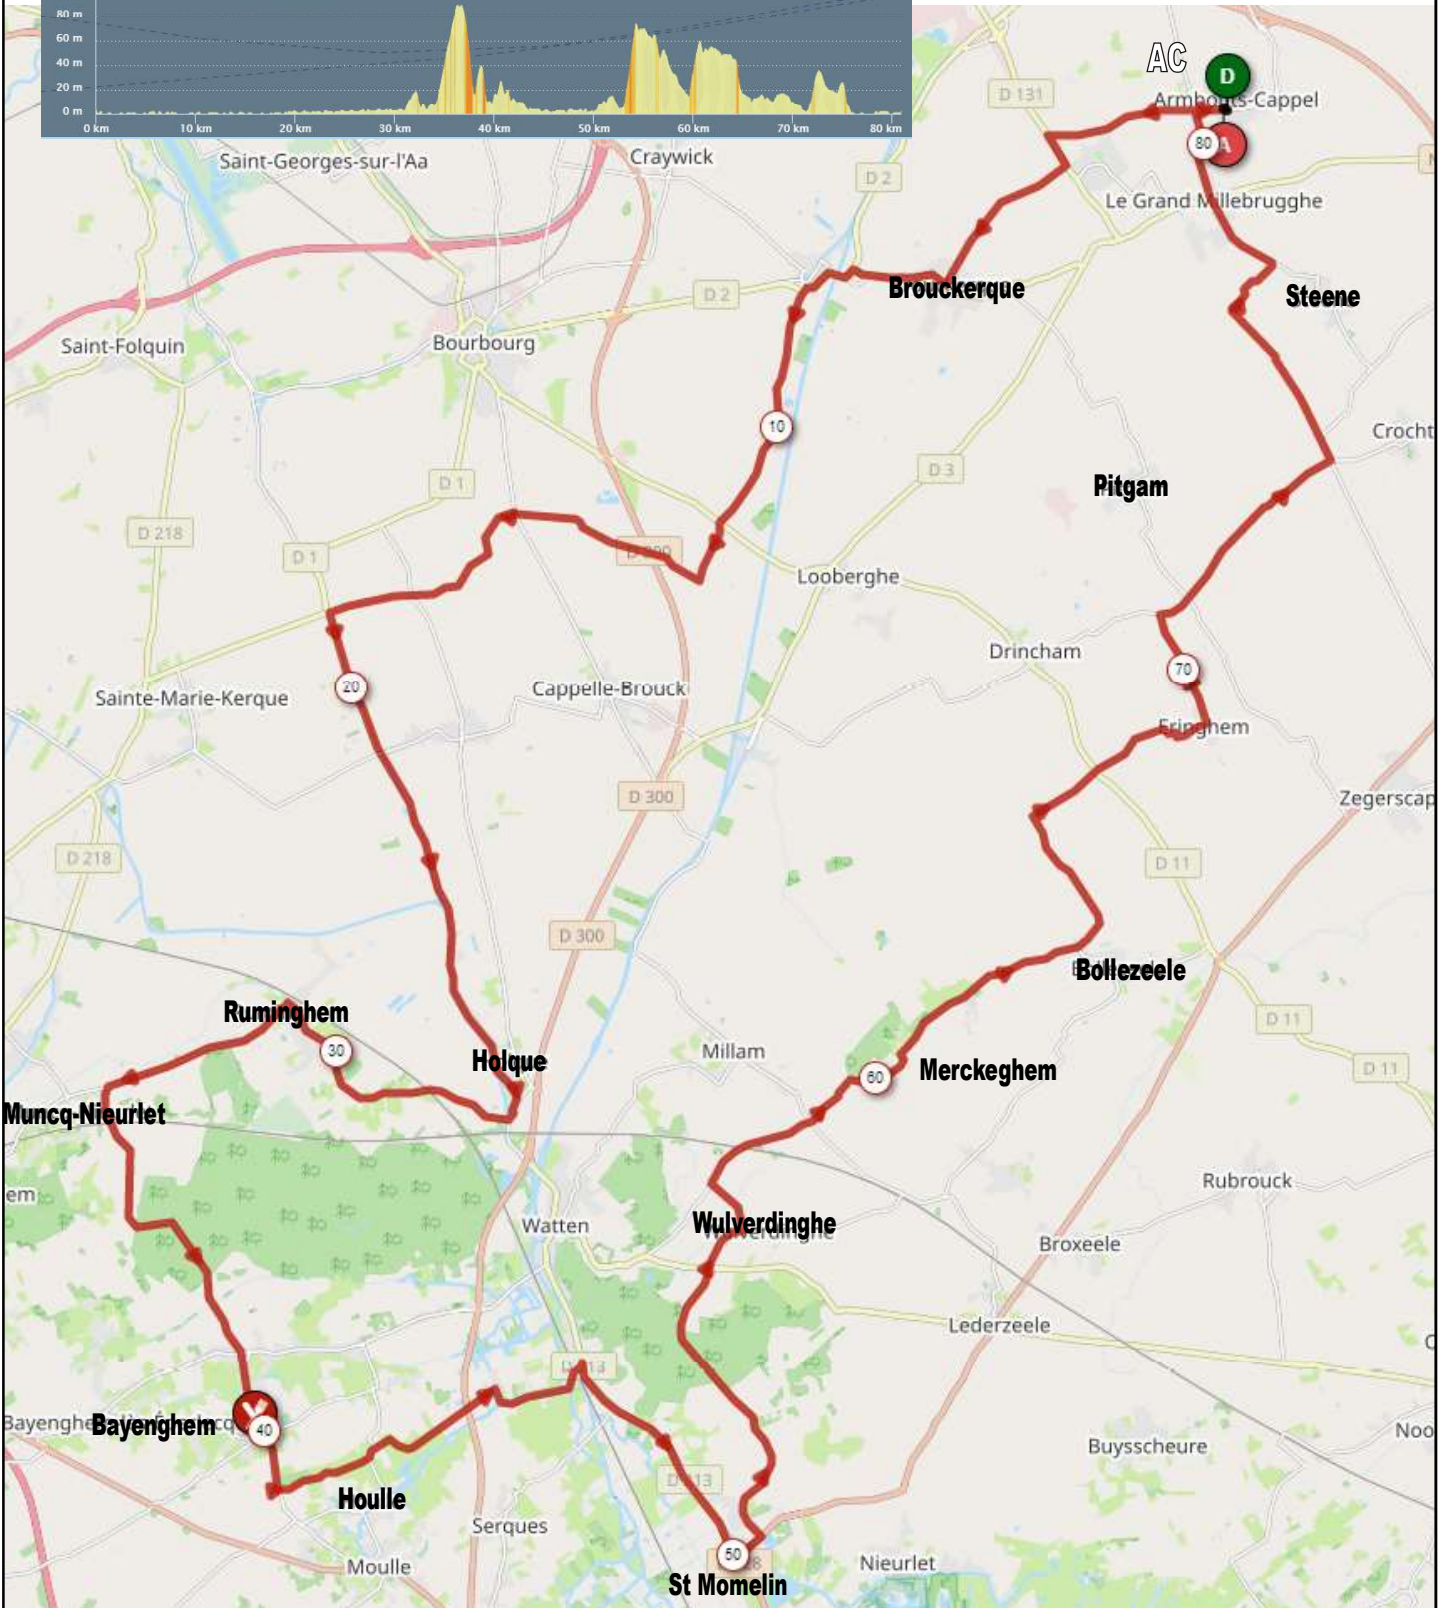 80 m
60 m
40 m
20 m
0 m
0 km
10 km
20 km
30 km
40 km
50 km
60 km
70 km
80 km
AC
D
D 131
Armbouts-Cappel
80
A
Saint-Georges-sur-l'Aa
Craywick
D 2
Le Grand Millebrugghe
Brouckerque
Steene
D 2
Saint-Folquin
Bourbourg
10
Crocht
D 3
D 1
Pitgam
D 218
D 1
Looberghe
Drincham
70
20
Cappelle-Brouck
Sainte-Marie-Kerque
Eringhem
D 300
Zegerscap
D 218
D 11
D 300
Bollezeele
Ruminghem
D 11
30
Millam
Holque
Merckeghem
60
D 11
Muncq-Nieurlet
em
Rubrouck
Watten
Wulverdinghe
Broxeele
Lederzeele
Bayenghem
40
Noo
Buysscheure
Houlle
Serques
50
Moulle
Nieurlet
St Momelin